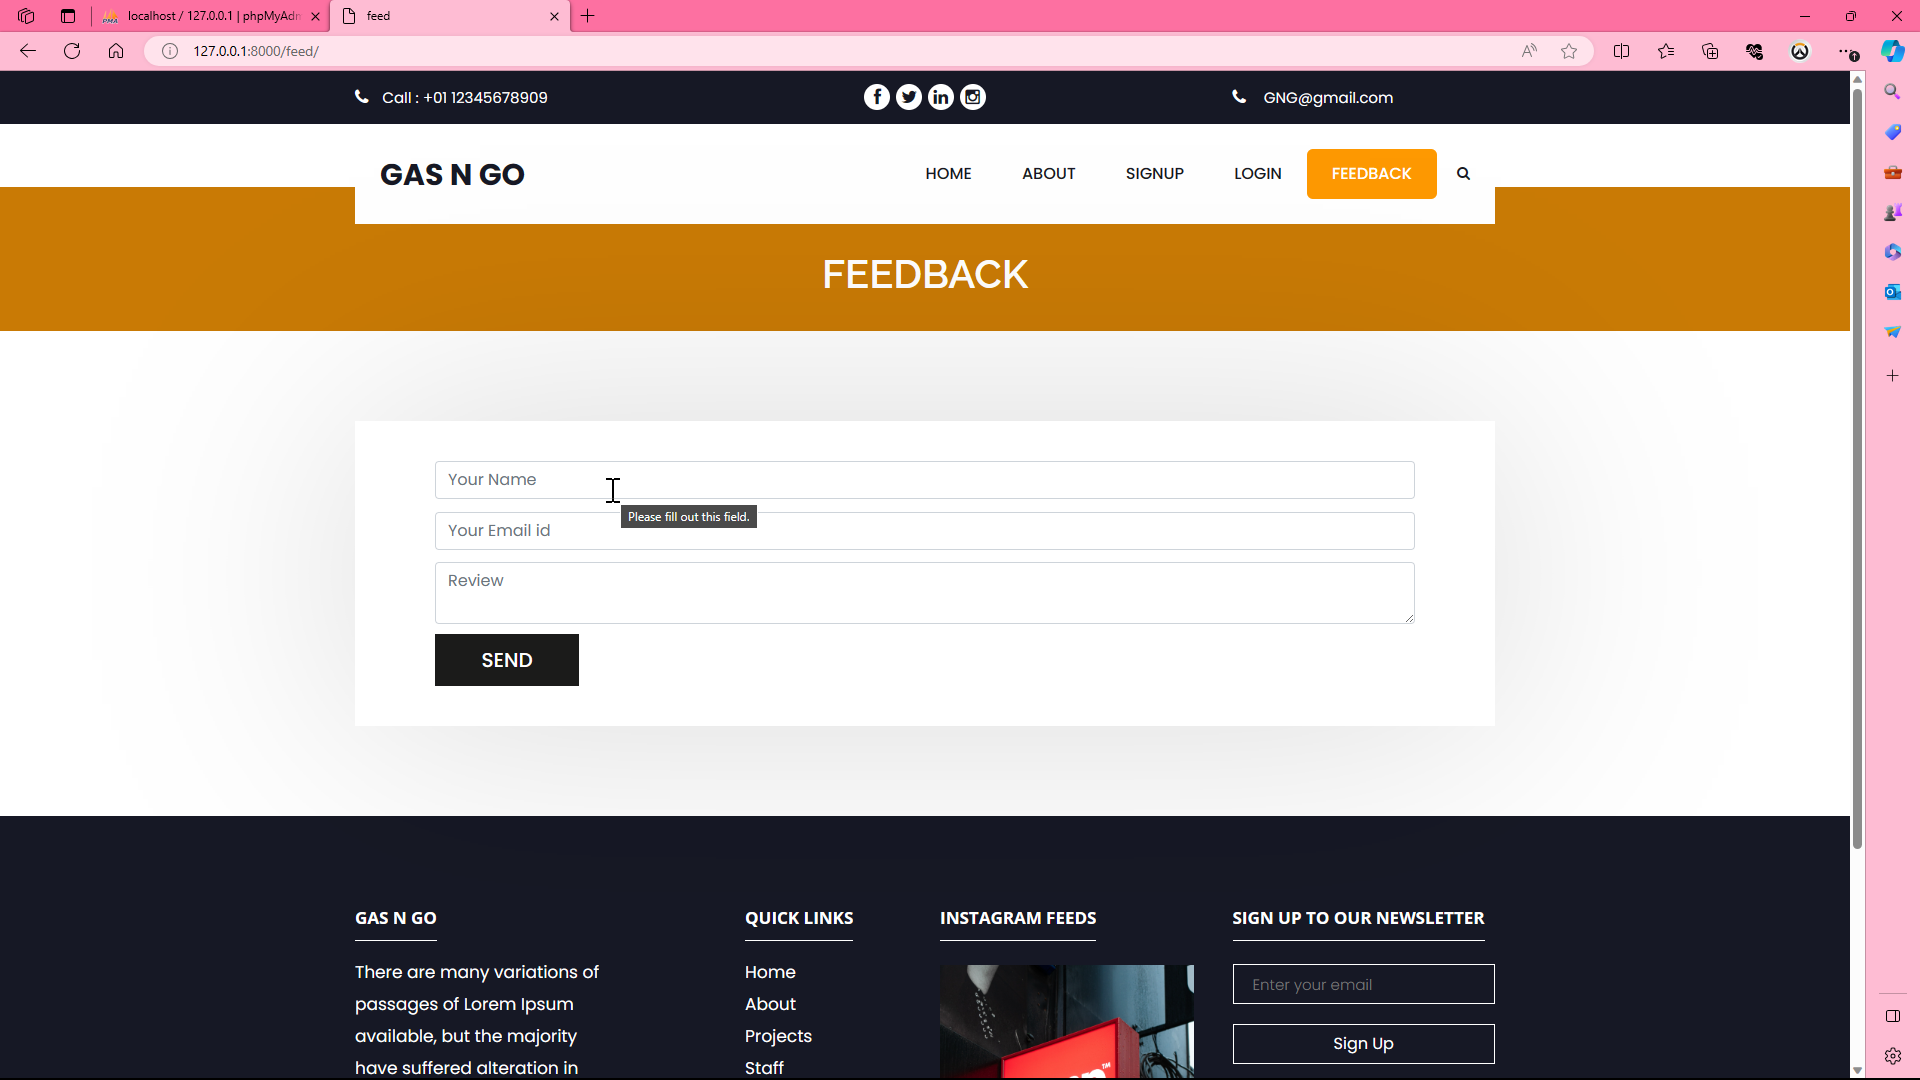 localhost / 127.0.0.1 | phpMyAdm
feed
127.0.0.1:8000/feed/
Call : +01 12345678909
GNG@gmail.com
GAS N GO
HOME
ABOUT
SIGNUP
LOGIN
FEEDBACK
FEEDBACK
Your Name
Please fill out this field.
Your Email id
Review
SEND
GAS N GO
QUICK LINKS
INSTAGRAM FEEDS
SIGN UP TO OUR NEWSLETTER
There are many variations of
passages of Lorem Ipsum
available, but the majority
have suffered alteration in
Home
About
Projects
Staff
Enter your email
Sign Up